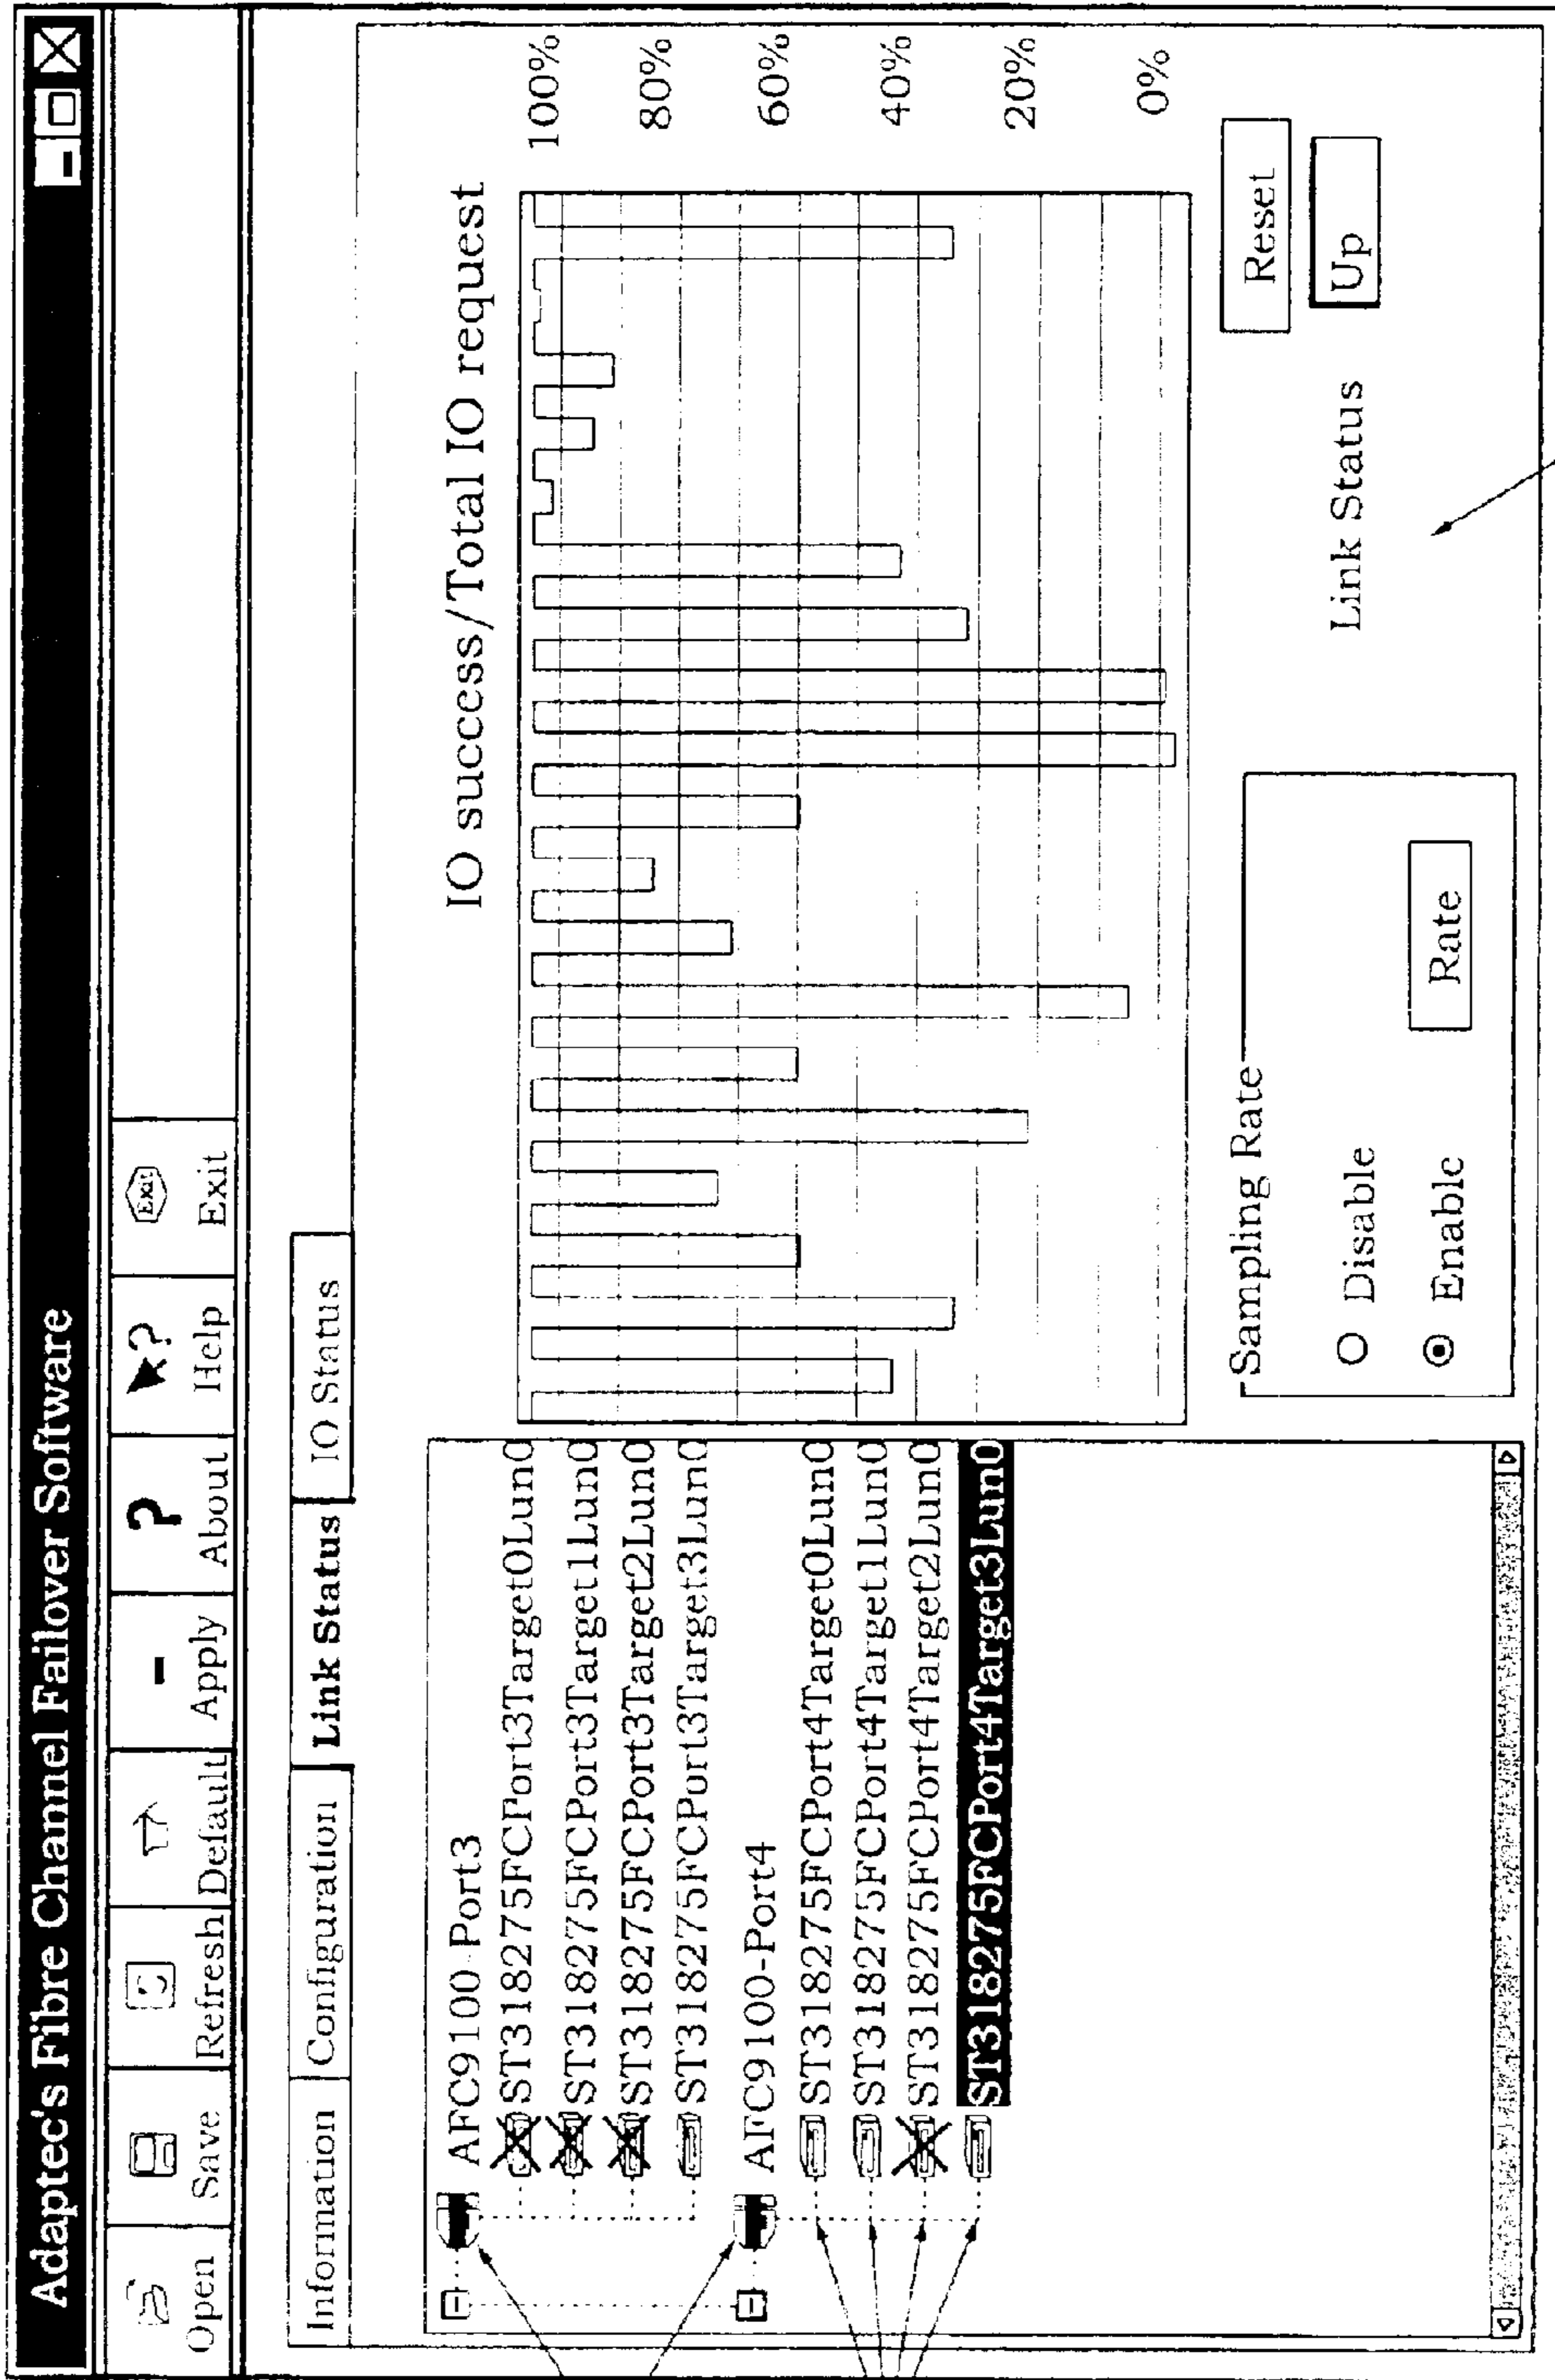 Adaptec's Fibre Channel Failover Software
Open Save Refresh Default Apply About Help Exit
Exit
Information Configuration Link Status IO Status
AFC9100-Port3
ST318275FCPort3Target0Lun0
ST318275FCPort3Target1Lun0
ST318275FCPort3Target2Lun0
ST318275FCPort3Target3Lun0
AFC9100-Port4
ST318275FCPort4Target0Lun0
ST318275FCPort4Target1Lun0
ST318275FCPort4Target2Lun0
ST318275FCPort4Target3Lun0
IO success/Total IO request
100%
80%
60%
40%
20%
0%
Sampling Rate
Disable
Enable
Rate
Reset
Link Status
Up